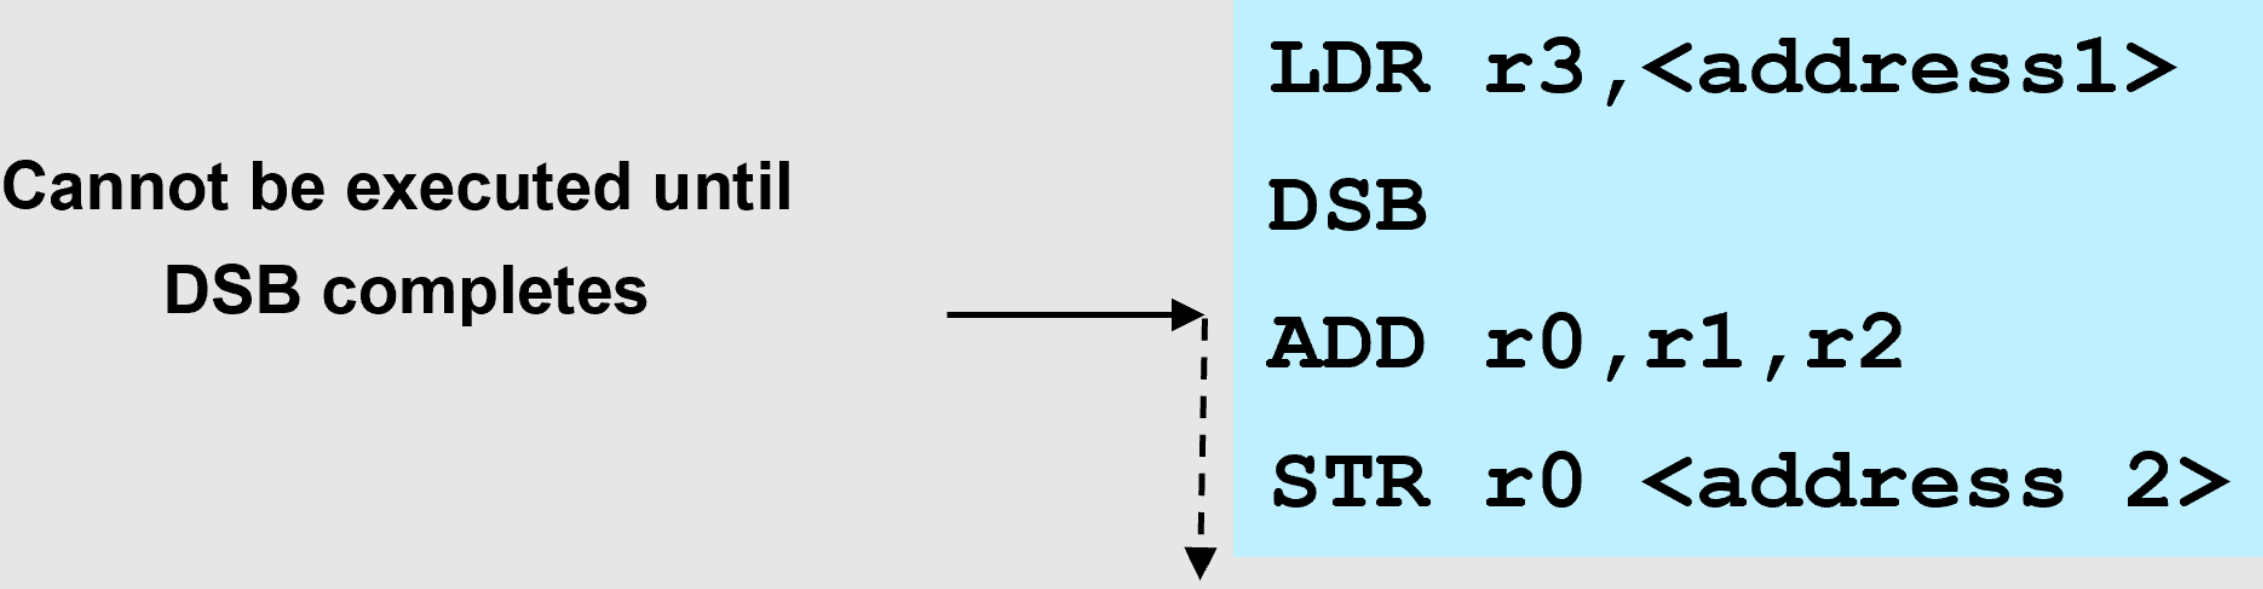 Cannot be executed until
DSB completes
LDR r3,<address1>
DSB
ADD r0,r1,r2
STR r0 <address 2>